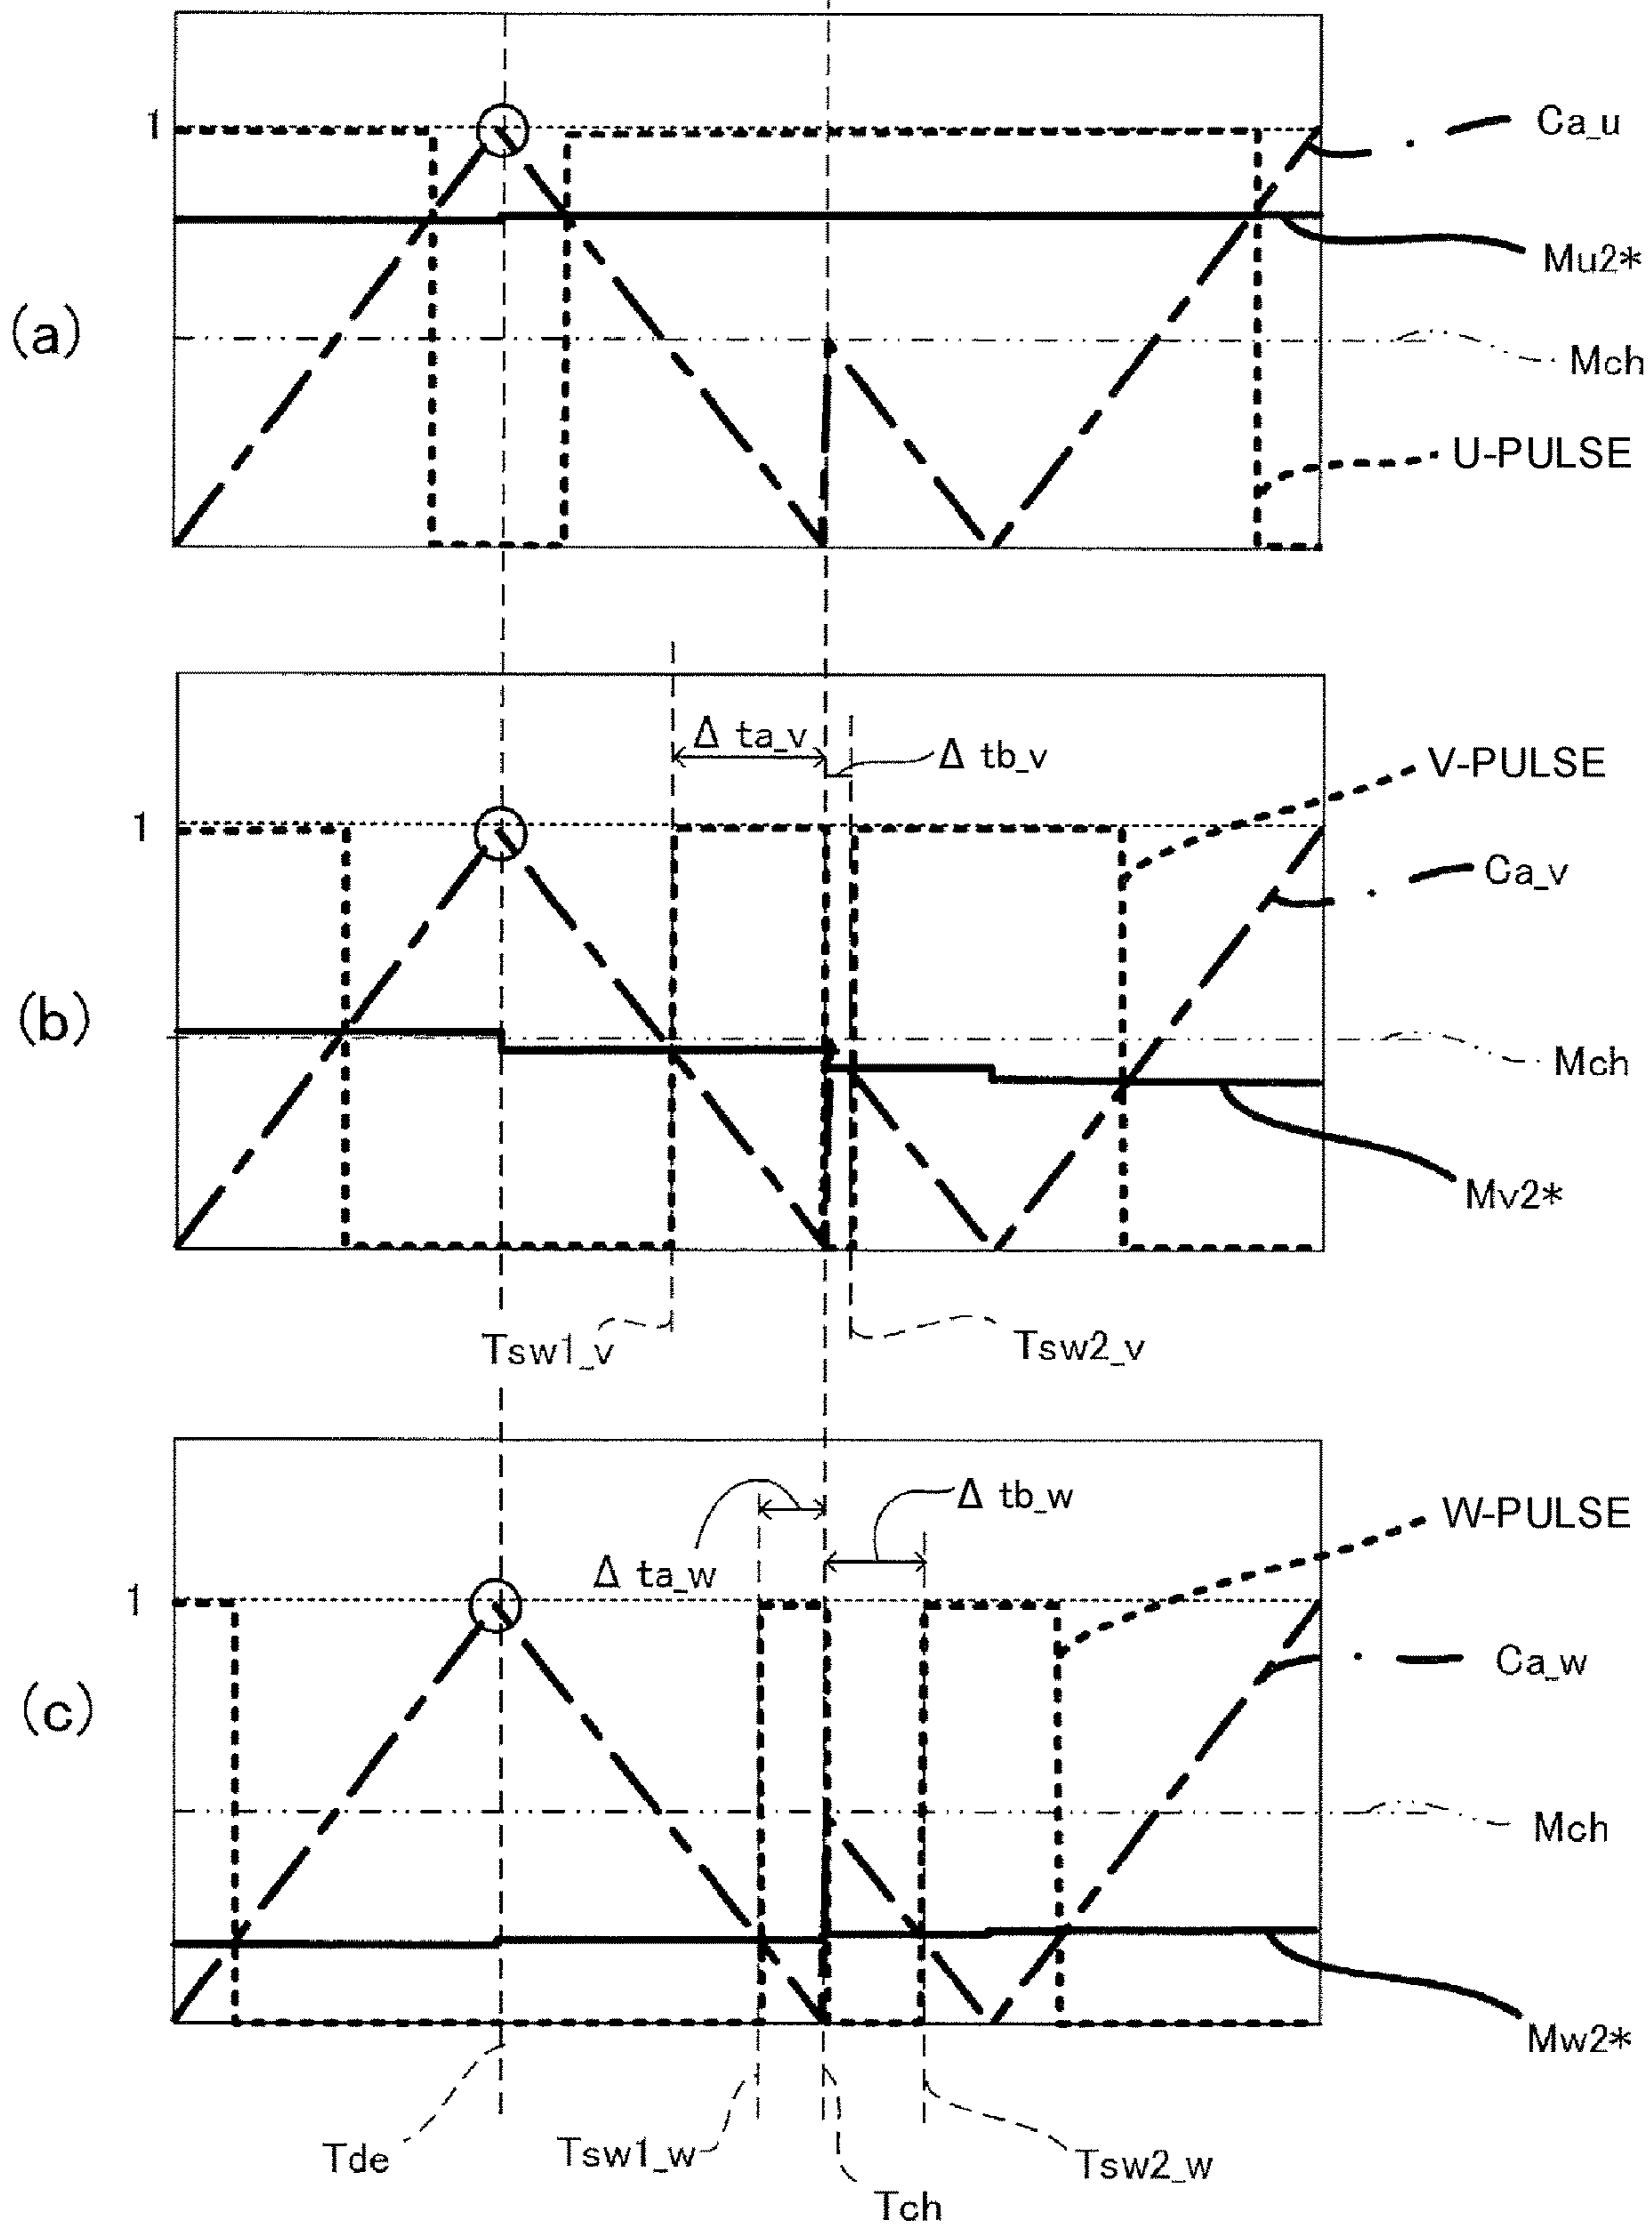 (a)
1
Ca_u
Mu2*
Mch
U-PULSE
(b)
1
Δ ta_v
Δ tb_v
V-PULSE
Ca_v
Mch
Mv2*
Tsw1_v
Tsw2_v
(c)
1
Δ ta_w
Δ tb_w
W-PULSE
Ca_w
Mch
Mw2*
Tde
Tsw1_w
Tch
Tsw2_w